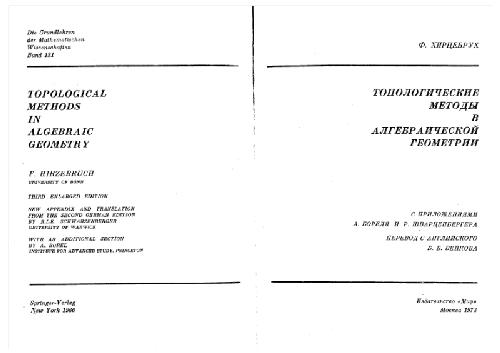 Die Grundlehren
der Mathematischen
Wissenschaften
Band 131
TOPOLOGICAL
METHODS
IN
ALGEBRAIC
GEOMETRY
F. HIRZEBRUCH
UNIVERSITY OF BONN
THIRD ENLARGED EDITION
NEW APPENDIX AND TRANSLATION
FROM THE SECOND GERMAN EDITION
BY R.L.E. SCHWARZENBERGER
UNIVERSITY OF WARWICK
WITH AN ADDITIONAL SECTION
BY A. BOREL
INSTITUTE FOR ADVANCED STUDY, PRINCETON
Springer-Verlag
New York 1966
Ф. ХИРЦЕБРУХ
ТОПОЛОГИЧЕСКИЕ
МЕТОДЫ
В
АЛГЕБРАИЧЕСКОЙ
ГЕОМЕТРИИ
С ПРИЛОЖЕНИЯМИ
А. БОРЕЛЯ И Р. ШВАРЦЕНБЕРГЕРА
ПЕРЕВОД С АНГЛИЙСКОГО
Б. Б. ВЕНКОВА
Издательство «Мир»
Москва 1973